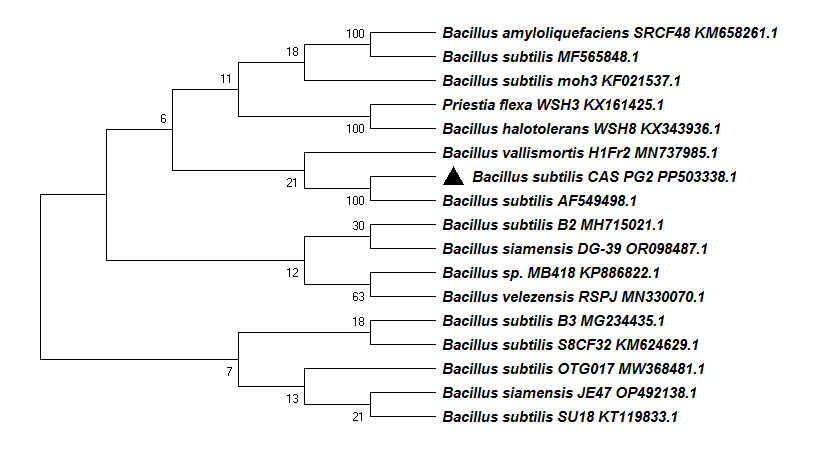 100 Bacillus amyloliquefaciens SRCF48 KM658261.1
18 Bacillus subtilis MF565848.1
11 Bacillus subtilis moh3 KF021537.1
Priestia flexa WSH3 KX161425.1
6 100 Bacillus halotolerans WSH8 KX343936.1
Bacillus vallismortis H1Fr2 MN737985.1
21 Bacillus subtilis CAS PG2 PP503338.1
100 Bacillus subtilis AF549498.1
30 Bacillus subtilis B2 MH715021.1
Bacillus siamensis DG-39 OR098487.1
12 Bacillus sp. MB418 KP886822.1
63 Bacillus velezensis RSPJ MN330070.1
18 Bacillus subtilis B3 MG234435.1
Bacillus subtilis S8CF32 KM624629.1
7 Bacillus subtilis OTG017 MW368481.1
13 Bacillus siamensis JE47 OP492138.1
21 Bacillus subtilis SU18 KT119833.1